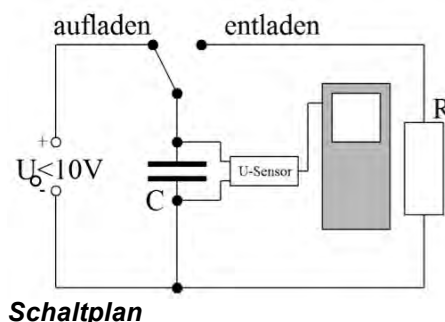 aufladen entladen
+
U<10V
-
U-Sensor
R
C
Schaltplan